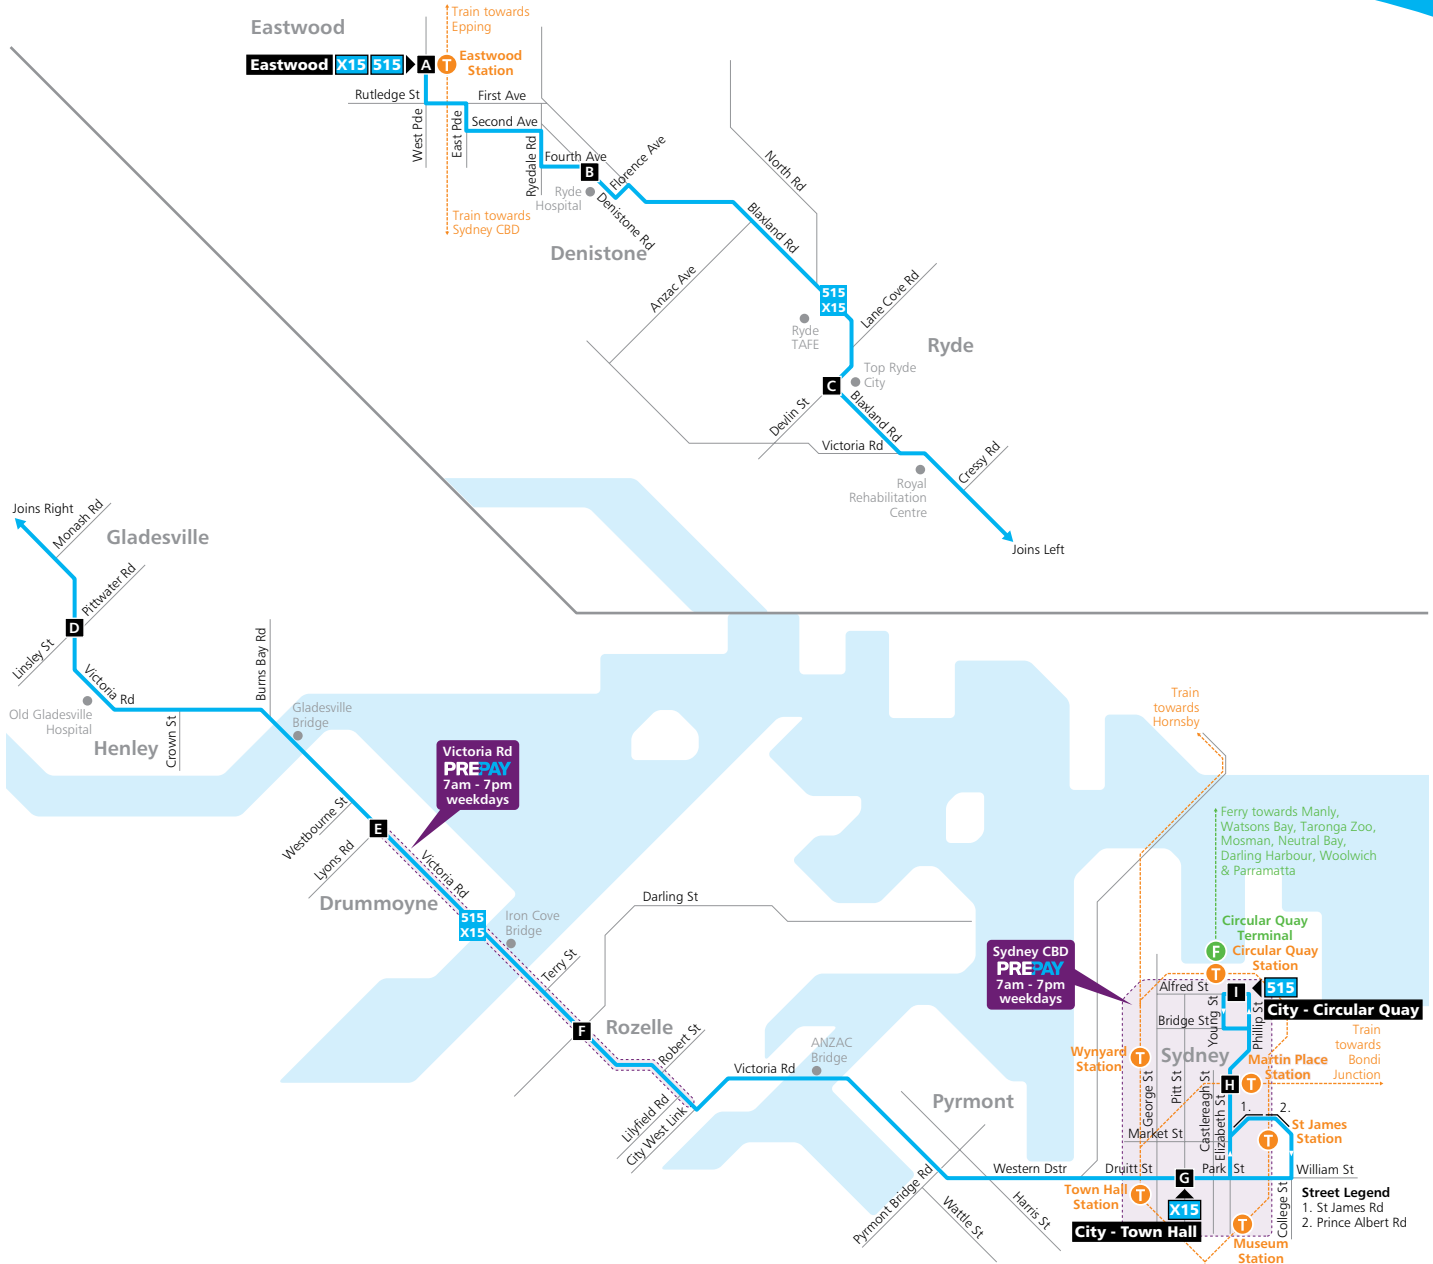 Eastwood
Train towards
Epping
Eastwood X15 515
A
T
Eastwood
Station
Rutledge St
First Ave
West Pde
East Pde
Second Ave
Ryedale Rd
Fourth Ave
B
Florence Ave
Ryde
Hospital
Denistone Rd
Train towards
Sydney CBD
Denistone
North Rd
Blaxland Rd
Anzac Ave
515
X15
Lane Cove Rd
Ryde
TAFE
Ryde
C
Top Ryde
City
Devlin St
Blaxland Rd
Victoria Rd
Cressy Rd
Royal
Rehabilitation
Centre
Joins Left
Joins Right
Monash Rd
Gladesville
Pittwater Rd
D
Linsley St
Victoria Rd
Burns Bay Rd
Old Gladesville
Hospital
Henley
Crown St
Gladesville
Bridge
Victoria Rd
PREPAY
7am - 7pm
weekdays
Westbourne St
E
Lyons Rd
Victoria Rd
Drummoyne
515
X15
Iron Cove
Bridge
Darling St
Terry St
F
Rozelle
Robert St
Lilyfield Rd
City West Link
Victoria Rd
ANZAC
Bridge
Pyrmont
Pyrmont Bridge Rd
Wattle St
Harris St
Western Dstr
Train
towards
Hornsby
Ferry towards Manly,
Watsons Bay, Taronga Zoo,
Mosman, Neutral Bay,
Darling Harbour, Woolwich
& Parramatta
Circular Quay
Terminal
F
T
Circular Quay
Station
Sydney CBD
PREPAY
7am - 7pm
weekdays
Alfred St
I
515
City - Circular Quay
Young St
Phillip St
Bridge St
Sydney
Wynyard
Station
T
Martin Place
Station
Train
towards
Bondi
Junction
H
T
George St
Pitt St
Castlereagh St
Elizabeth St
1.
2.
St James
Station
T
Market St
Druitt St
G
Park St
William St
Town Hall
Station
T
X15
City - Town Hall
T
Museum
Station
College St
Street Legend
1. St James Rd
2. Prince Albert Rd